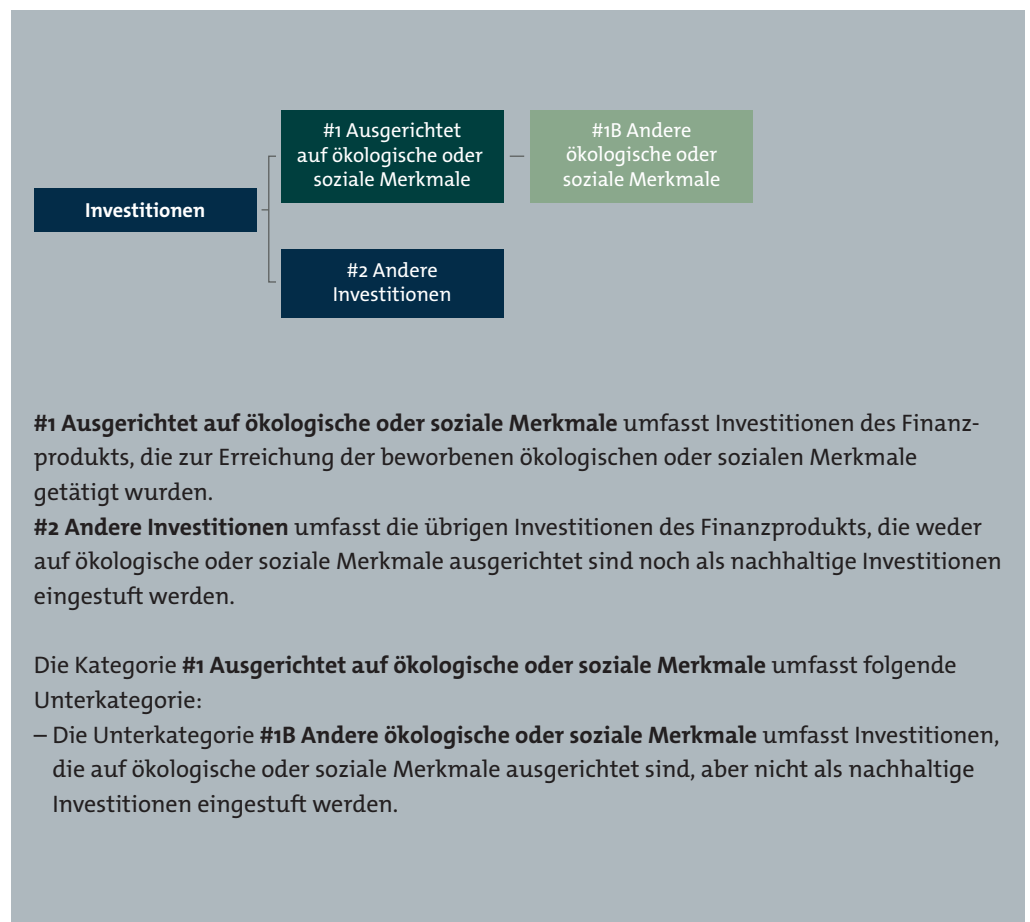 #1 Ausgerichtet
auf ökologische oder
soziale Merkmale
#1B Andere
ökologische oder
soziale Merkmale
Investitionen
#2 Andere
Investitionen
#1 Ausgerichtet auf ökologische oder soziale Merkmale umfasst Investitionen des Finanz-
produkts, die zur Erreichung der beworbenen ökologischen oder sozialen Merkmale
getätigt wurden.
#2 Andere Investitionen umfasst die übrigen Investitionen des Finanzprodukts, die weder
auf ökologische oder soziale Merkmale ausgerichtet sind noch als nachhaltige Investitionen
eingestuft werden.
Die Kategorie #1 Ausgerichtet auf ökologische oder soziale Merkmale umfasst folgende
Unterkategorie:
– Die Unterkategorie #1B Andere ökologische oder soziale Merkmale umfasst Investitionen,
die auf ökologische oder soziale Merkmale ausgerichtet sind, aber nicht als nachhaltige
Investitionen eingestuft werden.